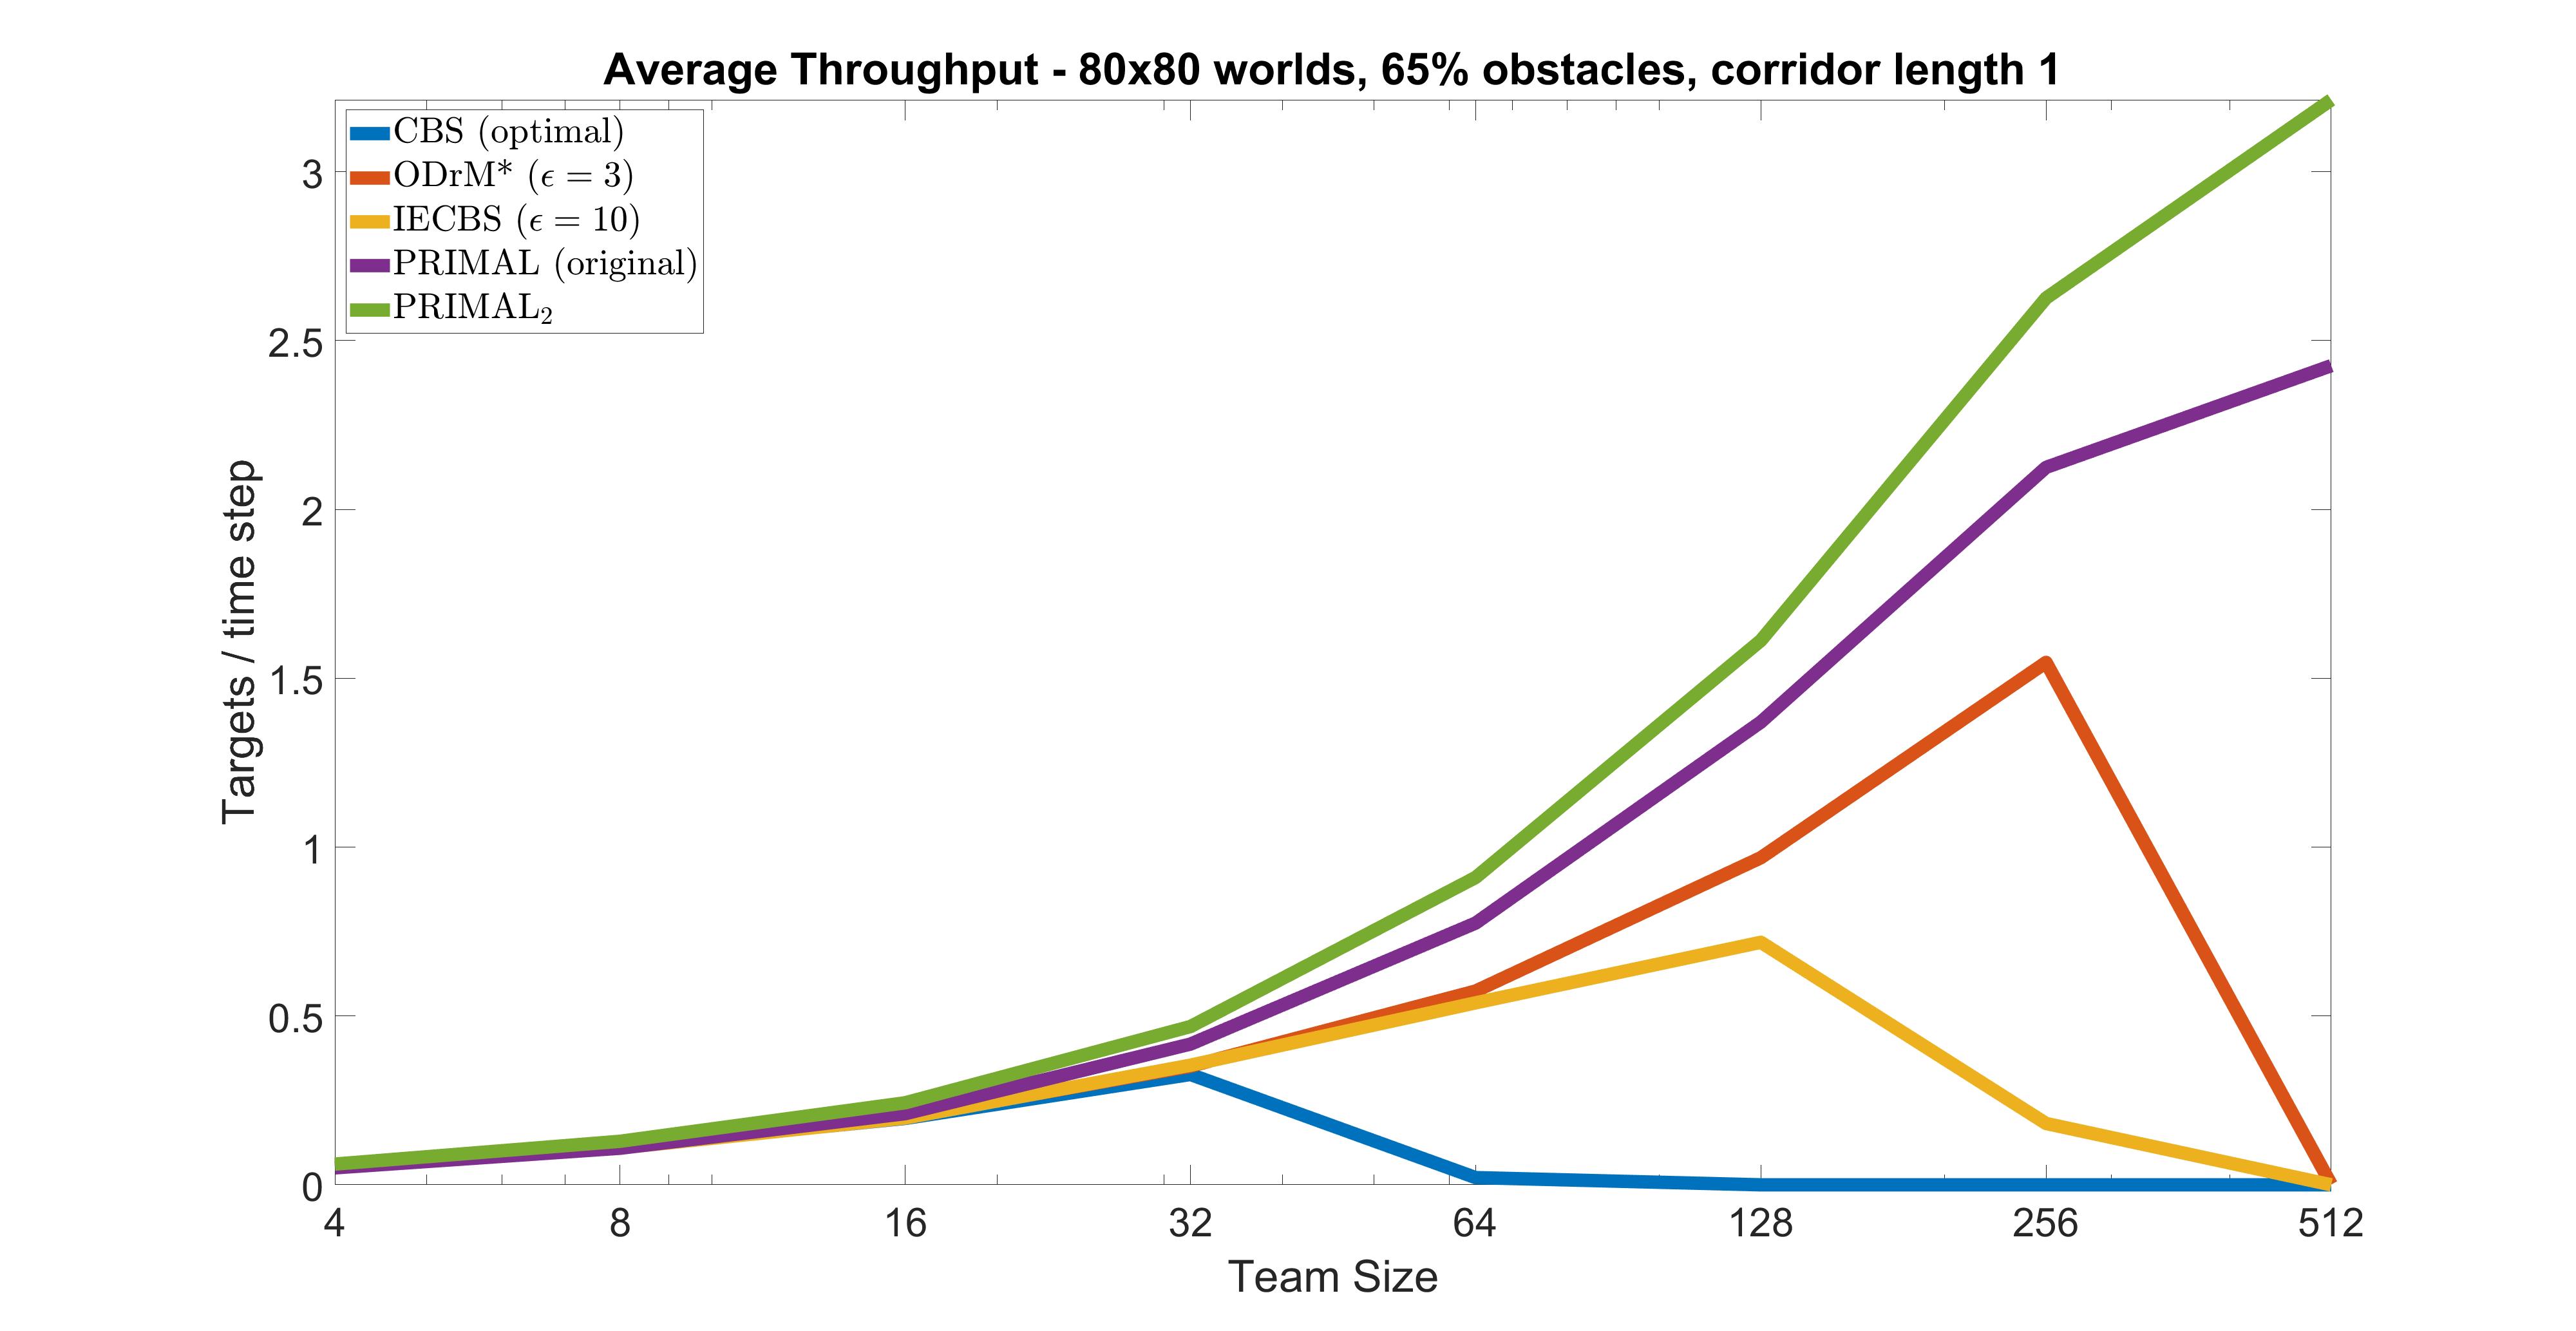 Average Throughput - 80x80 worlds, 65% obstacles, corridor length 1
CBS (optimal)
ODrM* (ϵ = 3)
IECBS (ϵ = 10)
PRIMAL (original)
PRIMAL₂
3
2.5
2
1.5
1
0.5
0
Targets / time step
4 8 16 32 64 128 256 512
Team Size